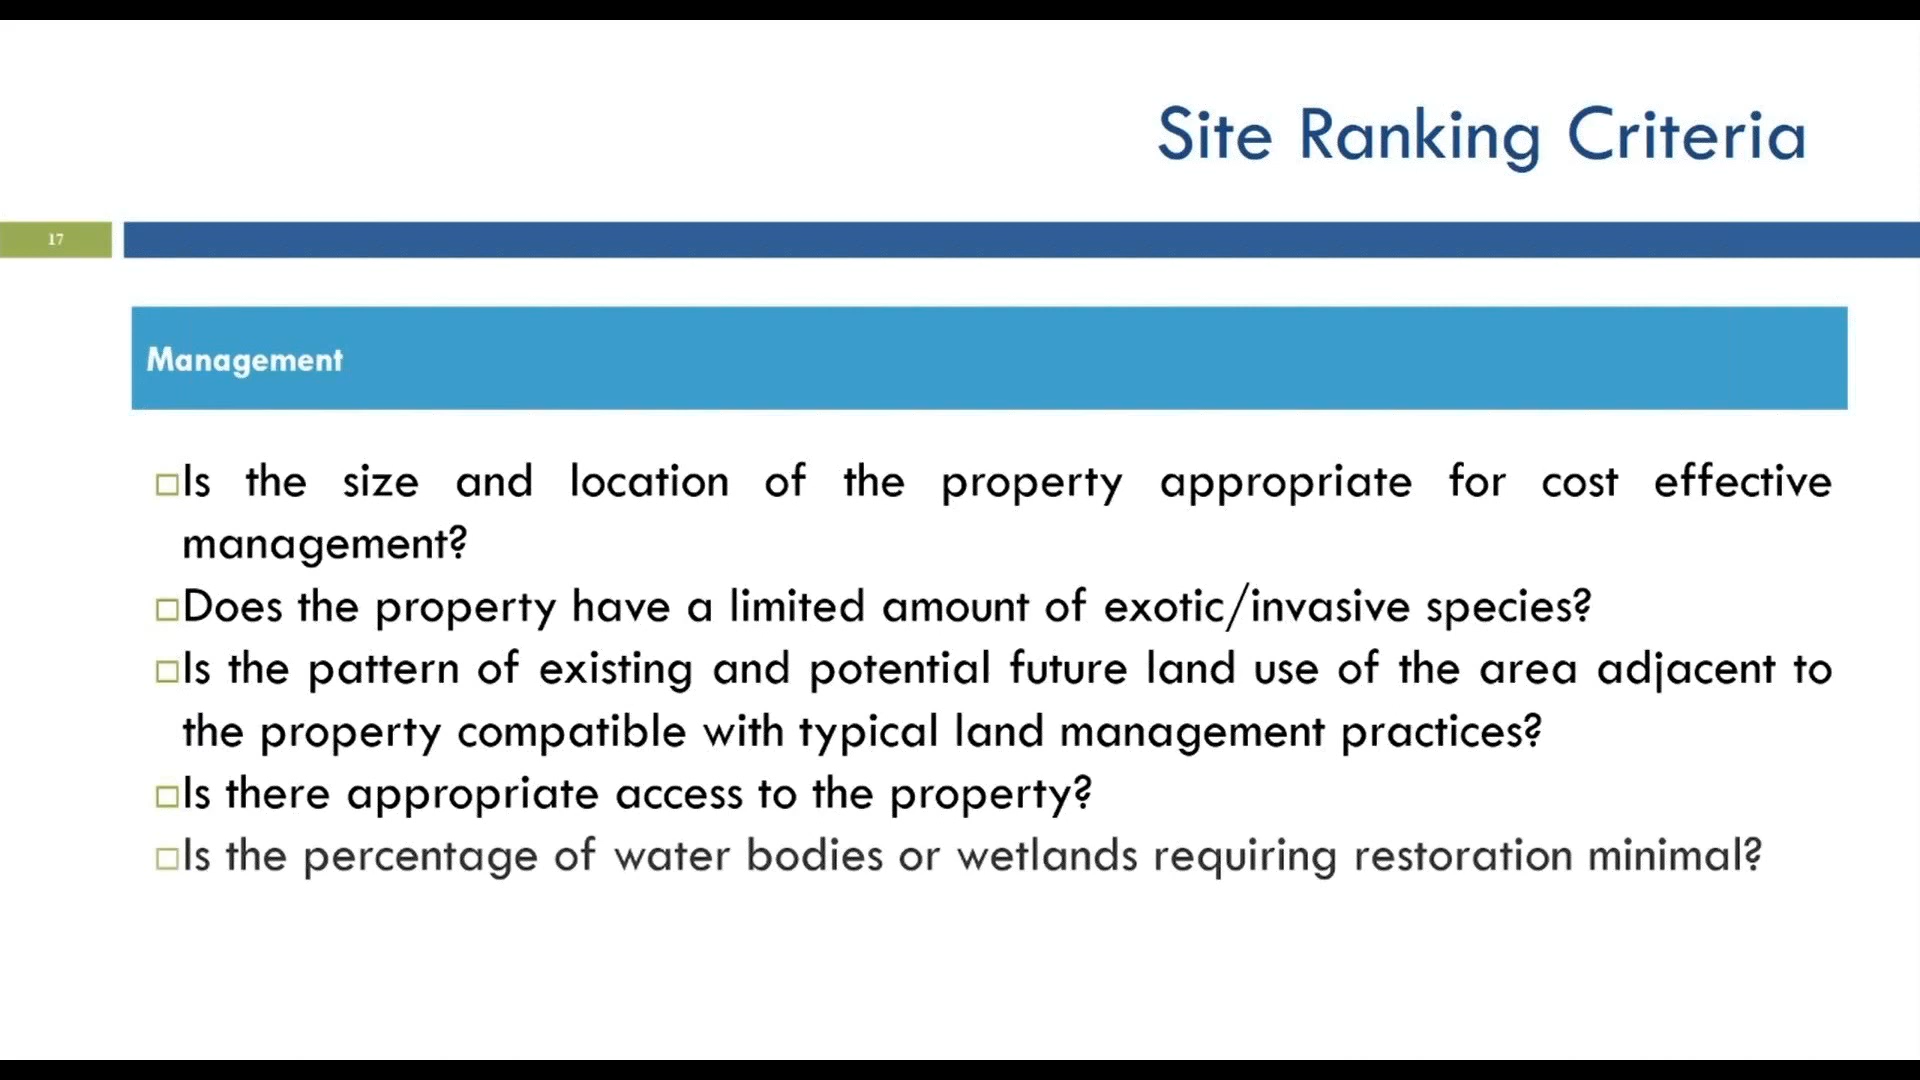 Site Ranking Criteria
17
Management
Is the size and location of the property appropriate for cost effective
management?
Does the property have a limited amount of exotic/invasive species?
Is the pattern of existing and potential future land use of the area adjacent to
the property compatible with typical land management practices?
Is there appropriate access to the property?
Is the percentage of water bodies or wetlands requiring restoration minimal?